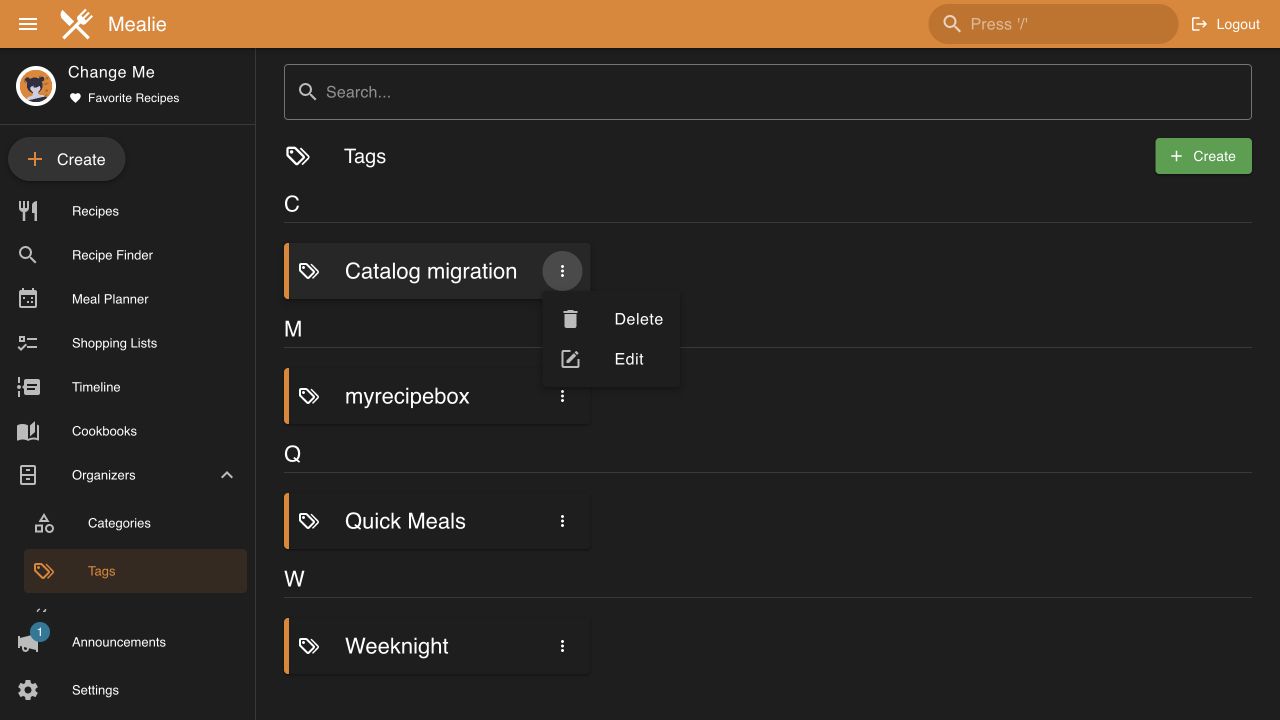 Mealie
Press '/'
Logout
Change Me
Favorite Recipes
Create
Recipes
Recipe Finder
Meal Planner
Shopping Lists
Timeline
Cookbooks
Organizers
Categories
Tags
1
Announcements
Settings
Search...
Tags
Create
C
Catalog migration
Delete
Edit
M
myrecipebox
Q
Quick Meals
W
Weeknight